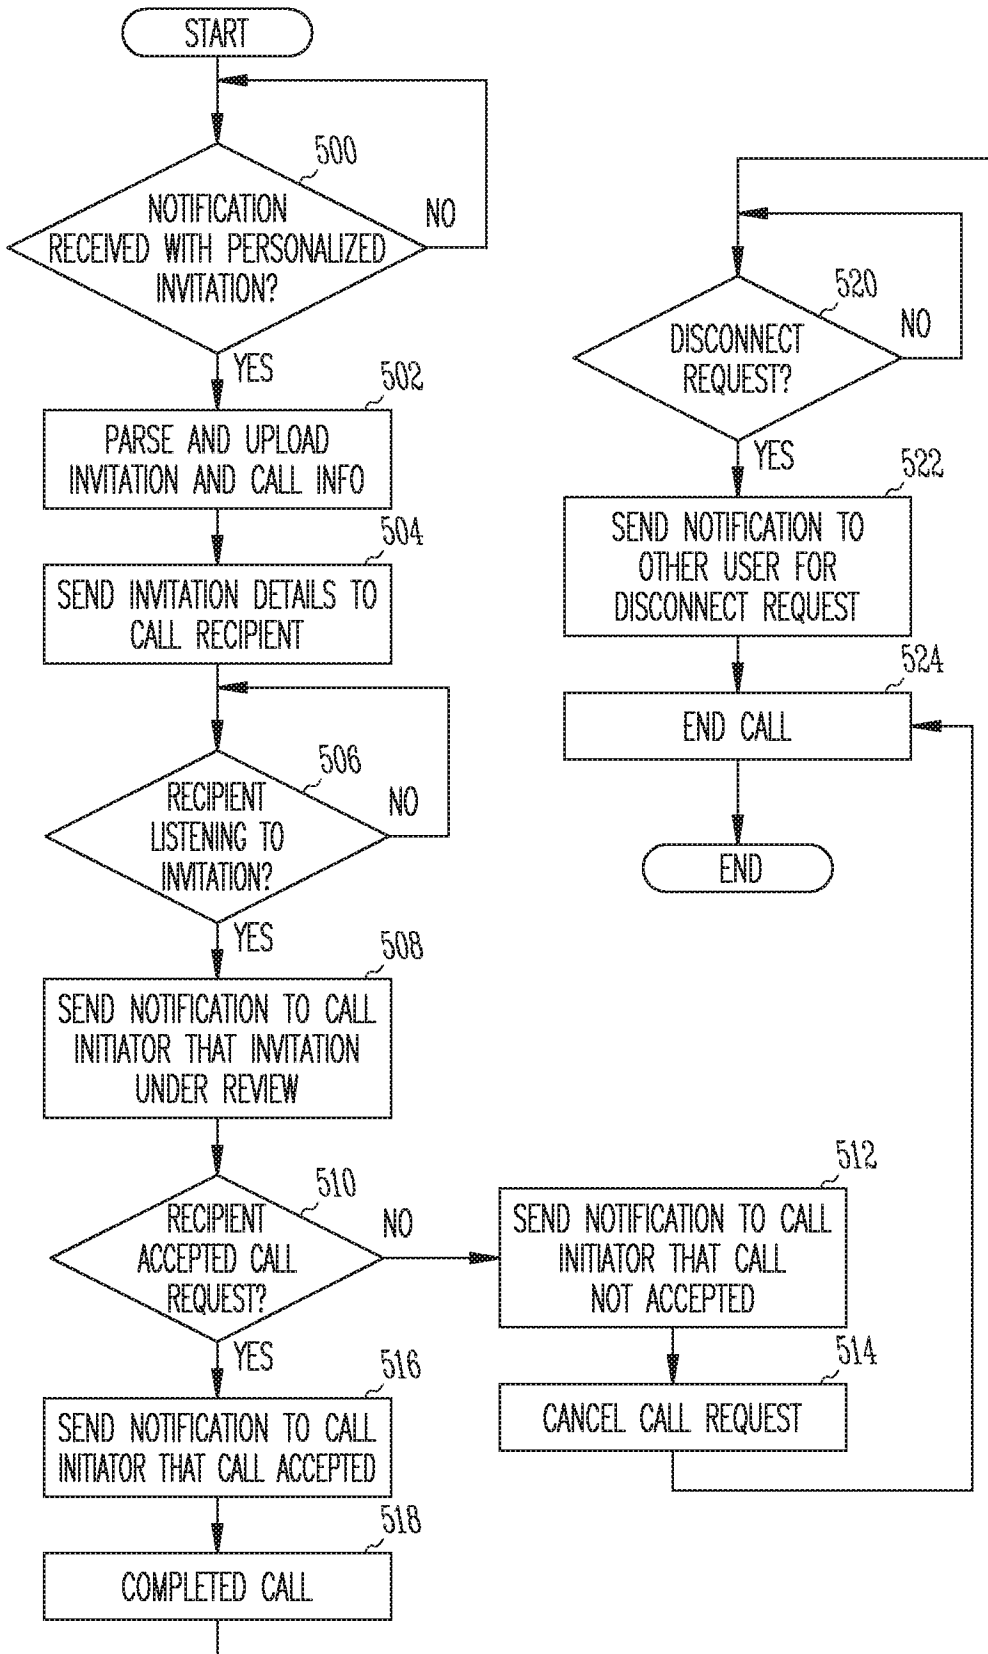 START
500
NOTIFICATION
RECEIVED WITH PERSONALIZED
INVITATION?
NO
YES
502
PARSE AND UPLOAD
INVITATION AND CALL INFO
504
SEND INVITATION DETAILS TO
CALL RECIPIENT
506
RECIPIENT
LISTENING TO
INVITATION?
NO
YES
508
SEND NOTIFICATION TO CALL
INITIATOR THAT INVITATION
UNDER REVIEW
510
RECIPIENT
ACCEPTED CALL
REQUEST?
NO
YES
512
SEND NOTIFICATION TO CALL
INITIATOR THAT CALL
NOT ACCEPTED
514
CANCEL CALL REQUEST
516
SEND NOTIFICATION TO CALL
INITIATOR THAT CALL ACCEPTED
518
COMPLETED CALL
520
DISCONNECT
REQUEST?
NO
YES
522
SEND NOTIFICATION TO
OTHER USER FOR
DISCONNECT REQUEST
524
END CALL
END